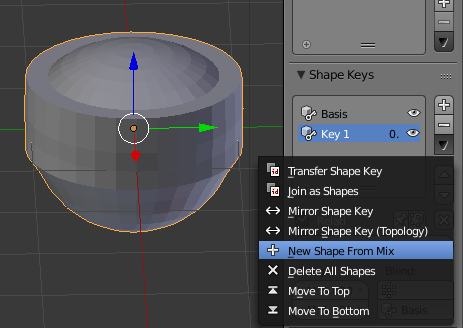 Shape Keys
Basis
Key 1 0.
Transfer Shape Key
Join as Shapes
Mirror Shape Key
Mirror Shape Key (Topology)
New Shape From Mix
Delete All Shapes
Blend:
Move To Top
Move To Bottom
Basis